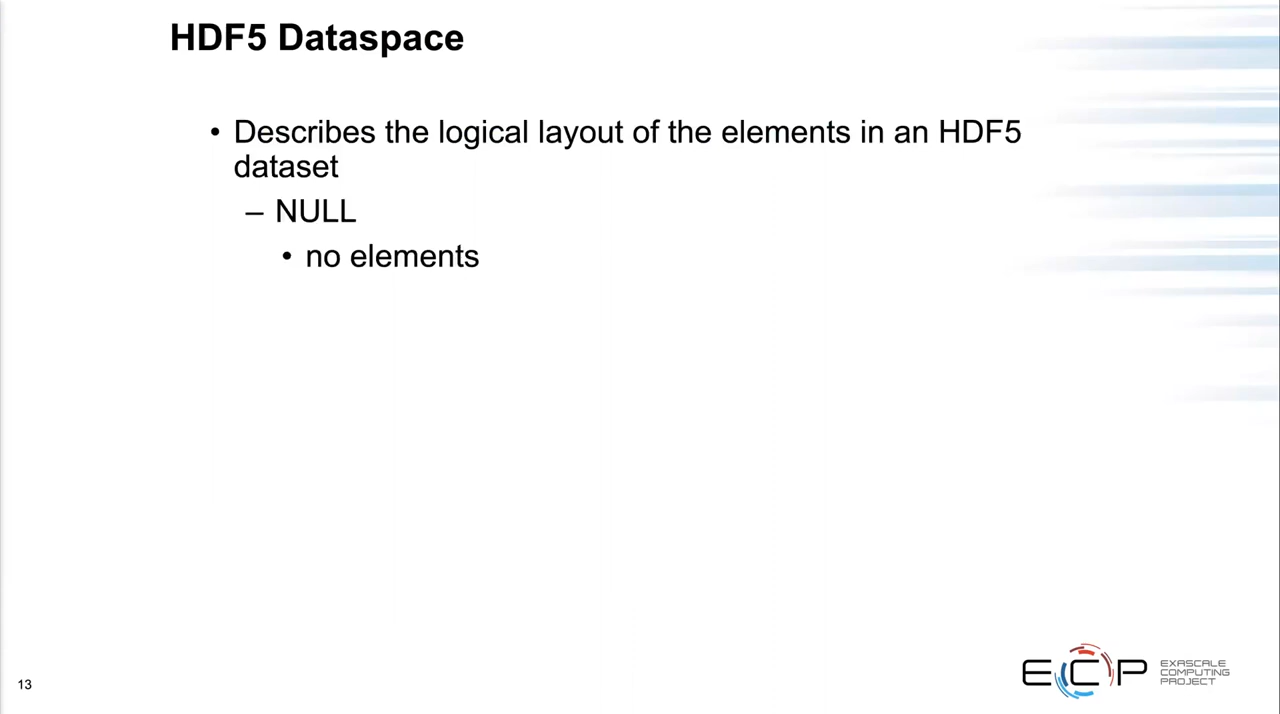 HDF5 Dataspace
• Describes the logical layout of the elements in an HDF5
dataset
– NULL
• no elements
13
ECP
EXASCALE
COMPUTING
PROJECT